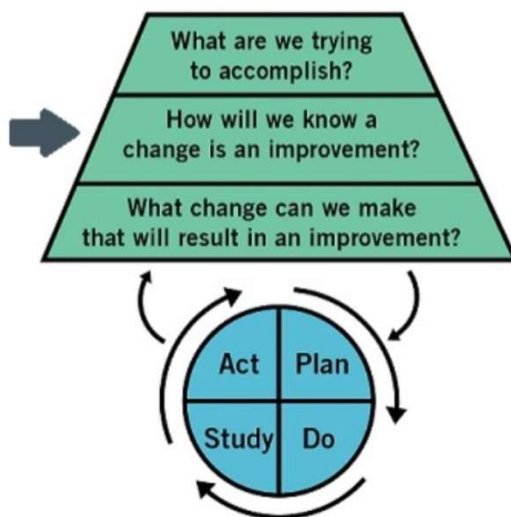 What are we trying
to accomplish?
How will we know a
change is an improvement?
What change can we make
that will result in an improvement?
Act
Plan
Study
Do